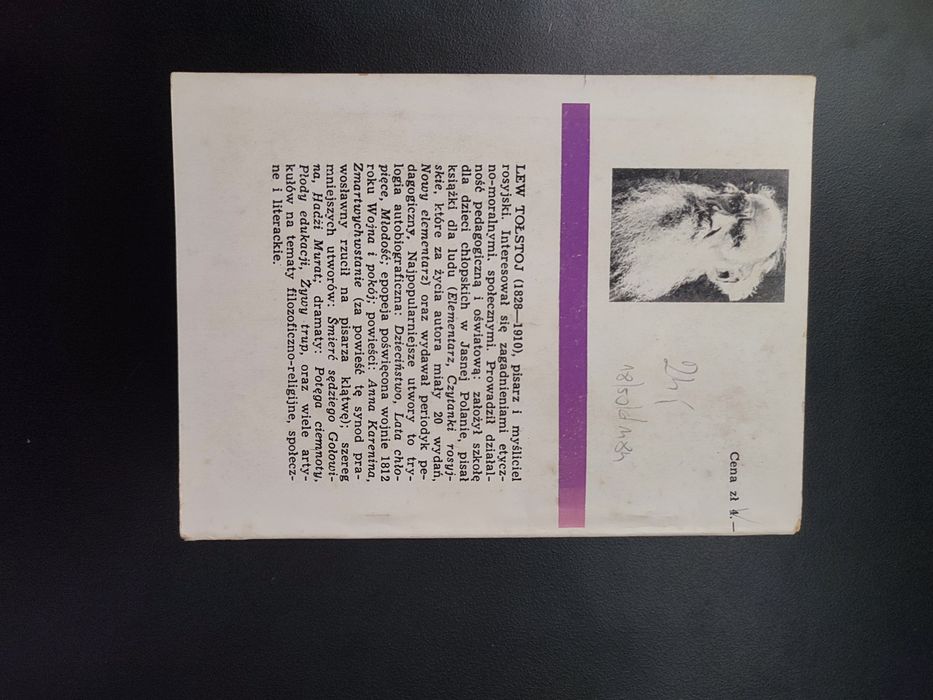 Cena zł 4.—
LEW TOŁSTOJ (1828—1910), pisarz i myśliciel
rosyjski. Interesował się zagadnieniami etycz-
no-moralnymi, społecznymi. Prowadził działal-
ność pedagogiczną i oświatową: założył szkołę
dla dzieci chłopskich w Jasnej Polanie, pisał
książki dla ludu (Elementarz, Czytanki rosyj-
skie, które za życia autora miały 20 wydań,
Nowy elementarz) oraz wydawał periodyk pe-
dagogiczny. Najpopularniejsze utwory to try-
logia autobiograficzna: Dzieciństwo, Lata chło-
pięce, Młodość; epopeja poświęcona wojnie 1812
roku Wojna i pokój; powieści: Anna Karenina,
Zmartwychwstanie (za powieść tę synod pra-
wosławny rzucił na pisarza klątwę); szereg
mniejszych utworów: Śmierć sędziego Gołowi-
na, Hadżi Murat; dramaty: Potęga ciemnoty,
Płody edukacji, Żywy trup, oraz wiele arty-
kułów na tematy filozoficzno-religijne, społecz-
ne i literackie.